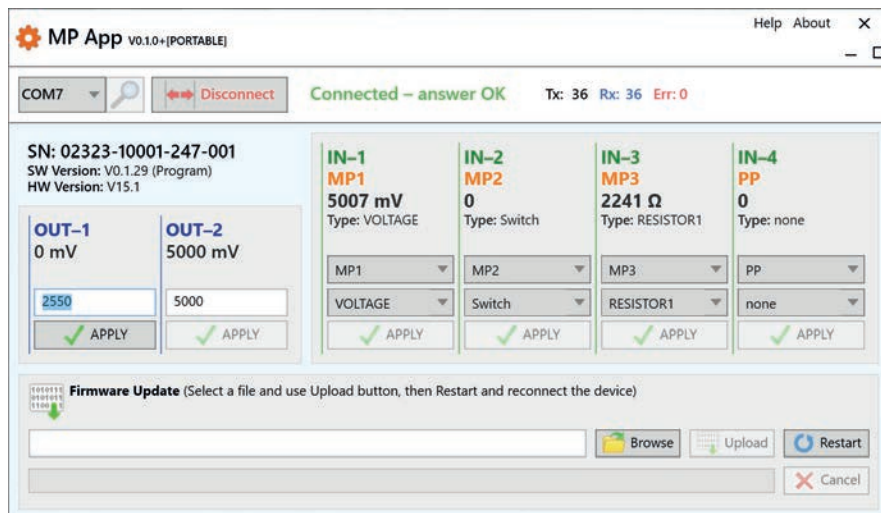 MP App V0.1.0+[PORTABLE]
Help About
COM7 Disconnect Connected – answer OK Tx: 36 Rx: 36 Err: 0
SN: 02323-10001-247-001
SW Version: V0.1.29 (Program)
HW Version: V15.1
OUT–1
0 mV
2550
APPLY
OUT–2
5000 mV
5000
APPLY
IN–1
MP1
5007 mV
Type: VOLTAGE
MP1
VOLTAGE
APPLY
IN–2
MP2
0
Type: Switch
MP2
Switch
APPLY
IN–3
MP3
2241 Ω
Type: RESISTOR1
MP3
RESISTOR1
APPLY
IN–4
PP
0
Type: none
PP
none
APPLY
Firmware Update (Select a file and use Upload button, then Restart and reconnect the device)
Browse Upload Restart
Cancel